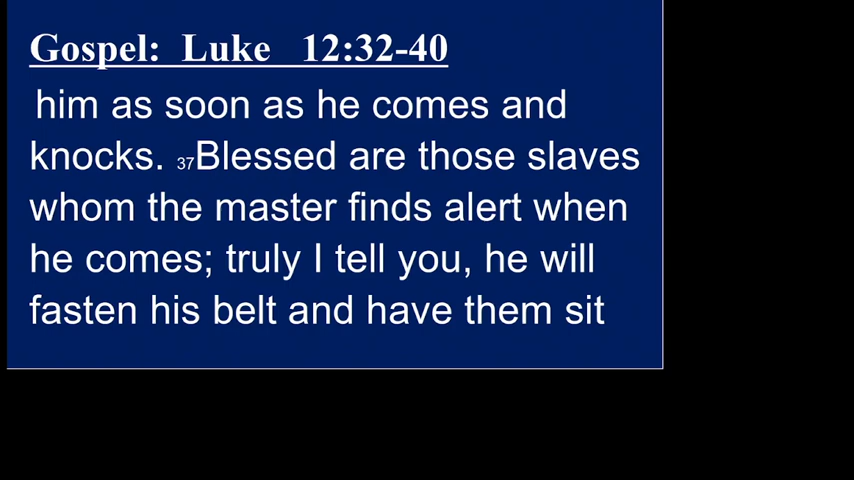 Gospel: Luke 12:32-40
him as soon as he comes and
knocks. 37Blessed are those slaves
whom the master finds alert when
he comes; truly I tell you, he will
fasten his belt and have them sit